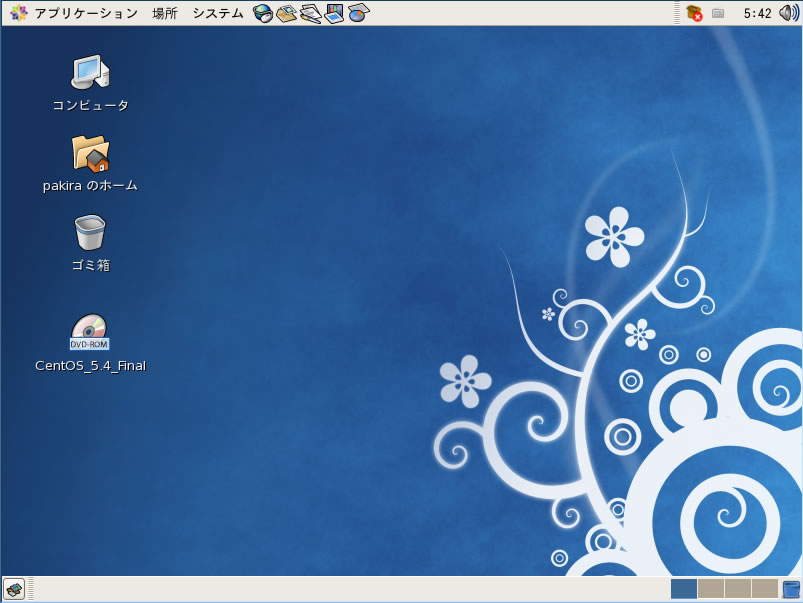 アプリケーション 場所 システム 5:42
コンピュータ
pakira のホーム
ゴミ箱
DVD-ROM
CentOS_5.4_Final